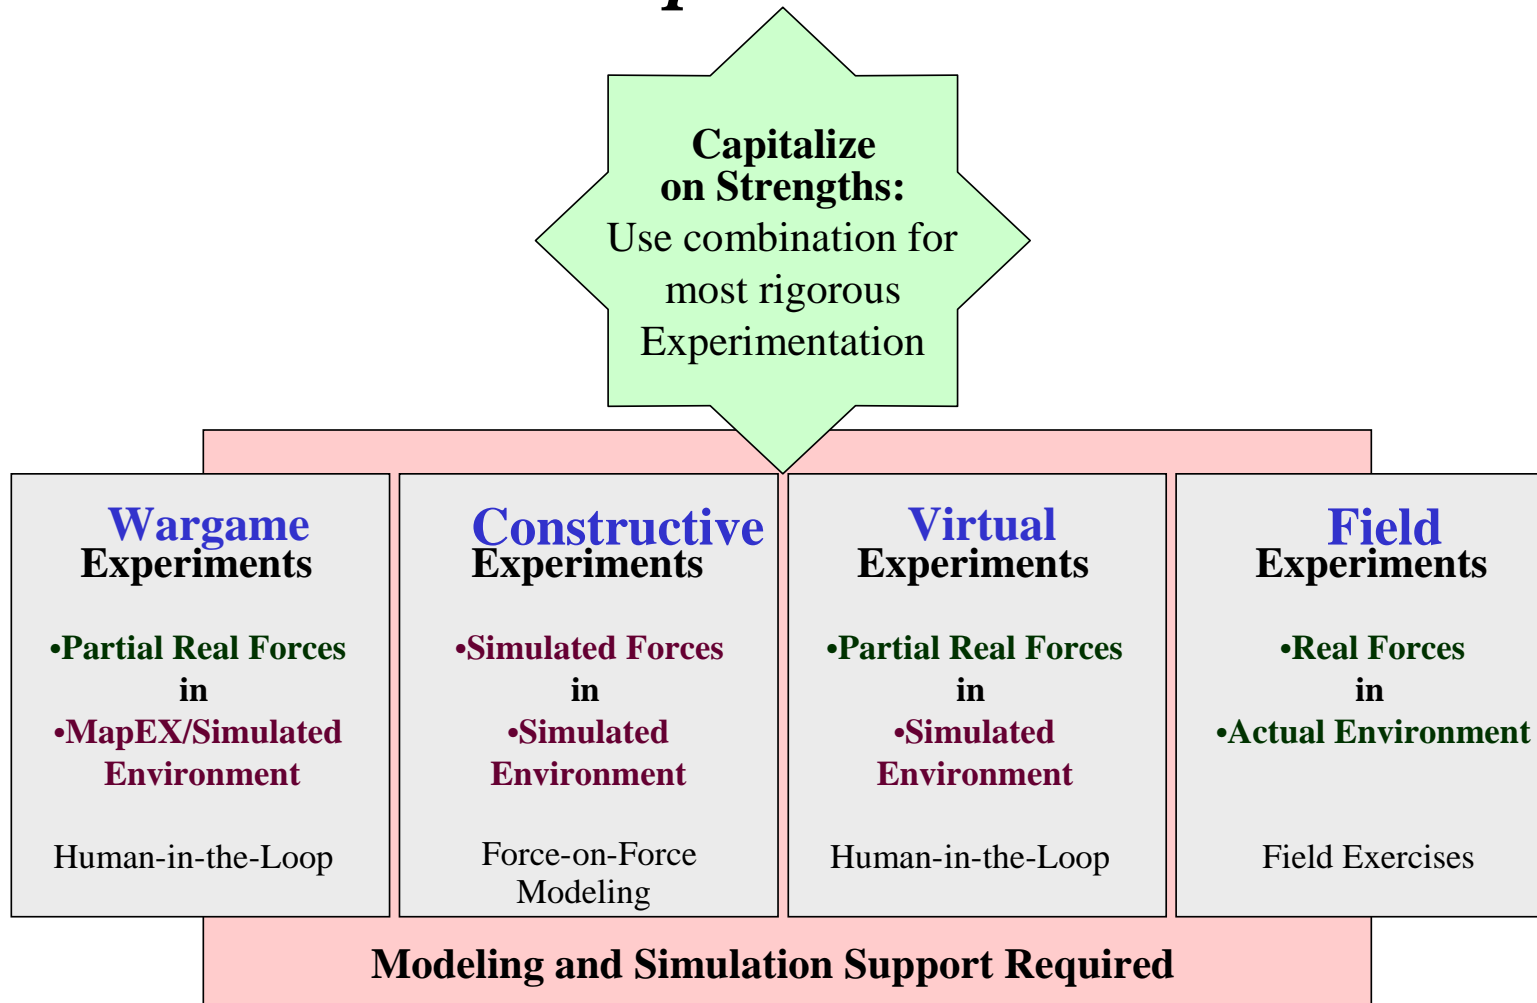 Capitalize
on Strengths:
Use combination for
most rigorous
Experimentation
Wargame
Experiments
•Partial Real Forces
in
•MapEX/Simulated
Environment
Human-in-the-Loop
Constructive
Experiments
•Simulated Forces
in
•Simulated
Environment
Force-on-Force
Modeling
Virtual
Experiments
•Partial Real Forces
in
•Simulated
Environment
Human-in-the-Loop
Field
Experiments
•Real Forces
in
•Actual Environment
Field Exercises
Modeling and Simulation Support Required